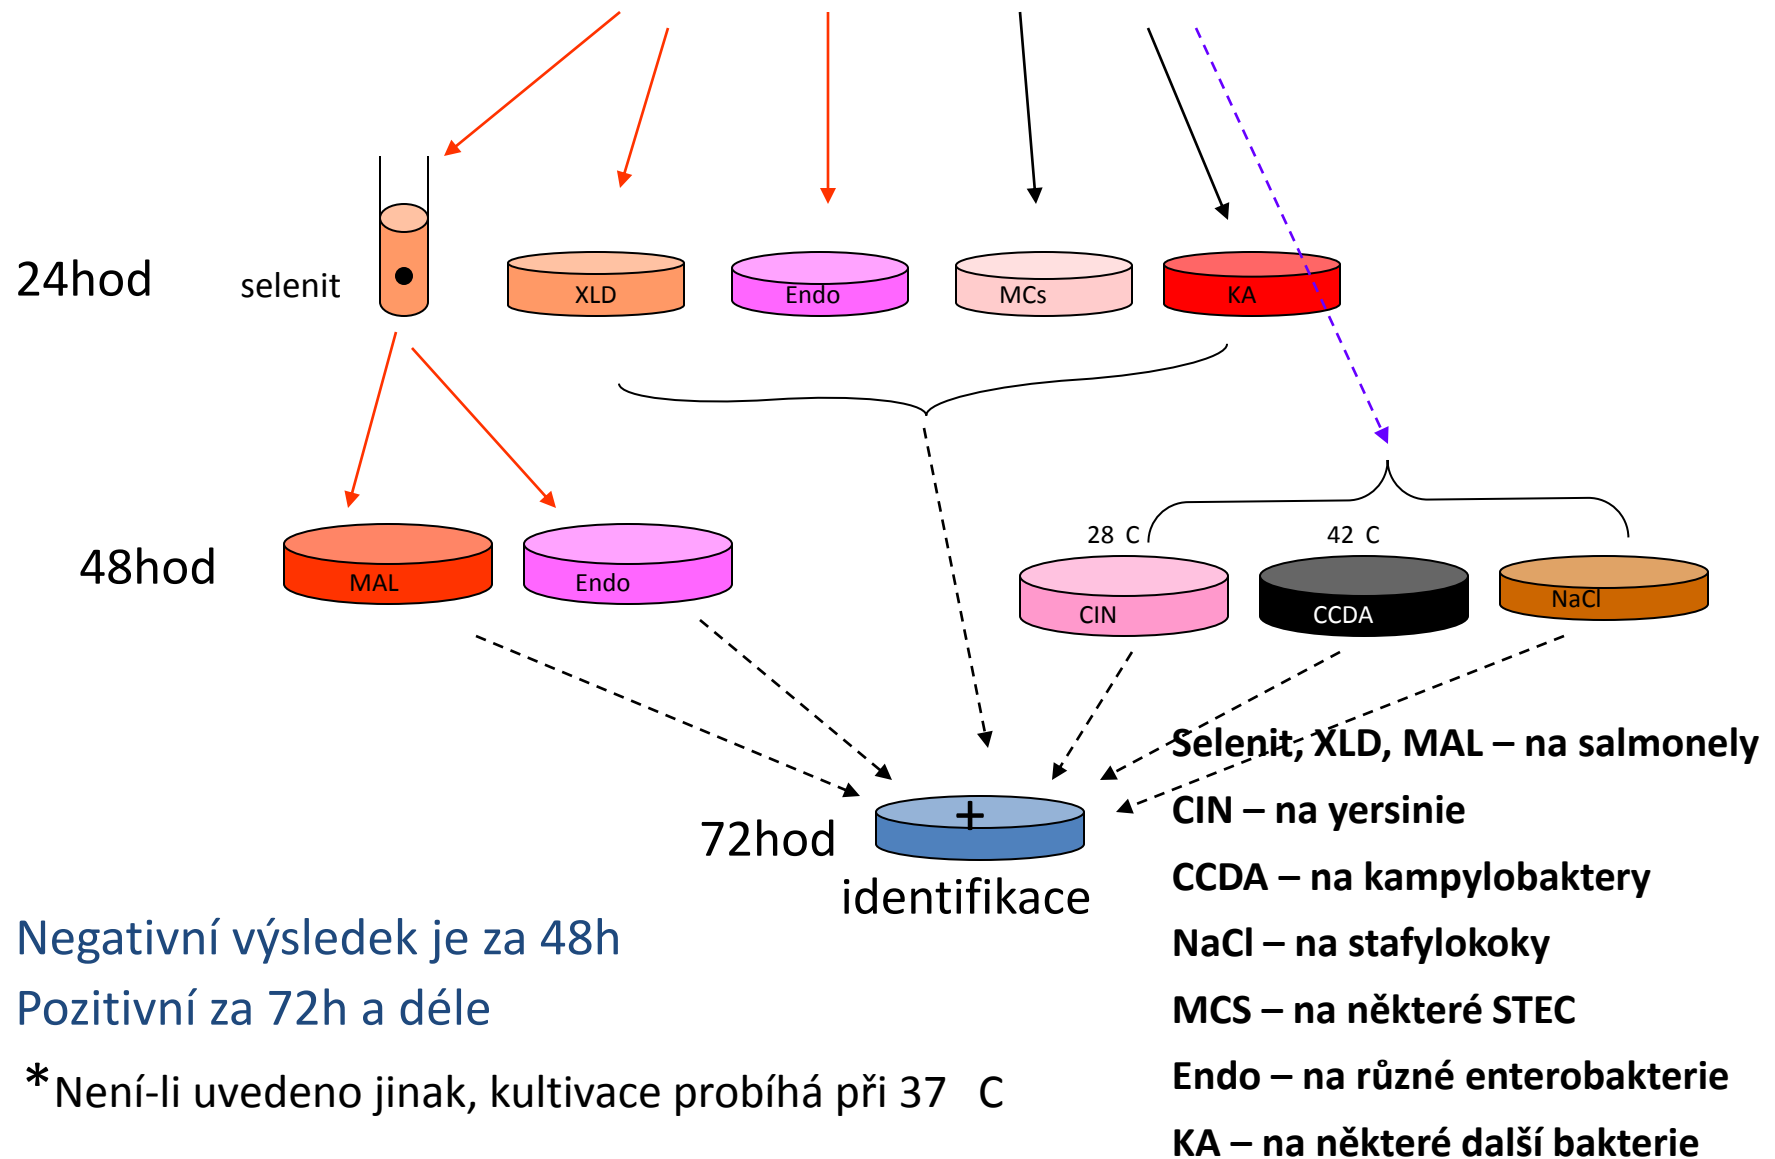 24hod
selenit
XLD
Endo
MCs
KA
48hod
MAL
Endo
28 C
42 C
CIN
CCDA
NaCl
72hod
+
identifikace
Selenit, XLD, MAL – na salmonely
CIN – na yersinie
CCDA – na kampylobaktery
NaCl – na stafylokoky
MCS – na některé STEC
Endo – na různé enterobakterie
KA – na některé další bakterie
Negativní výsledek je za 48h
Pozitivní za 72h a déle
*Není-li uvedeno jinak, kultivace probíhá při 37 C